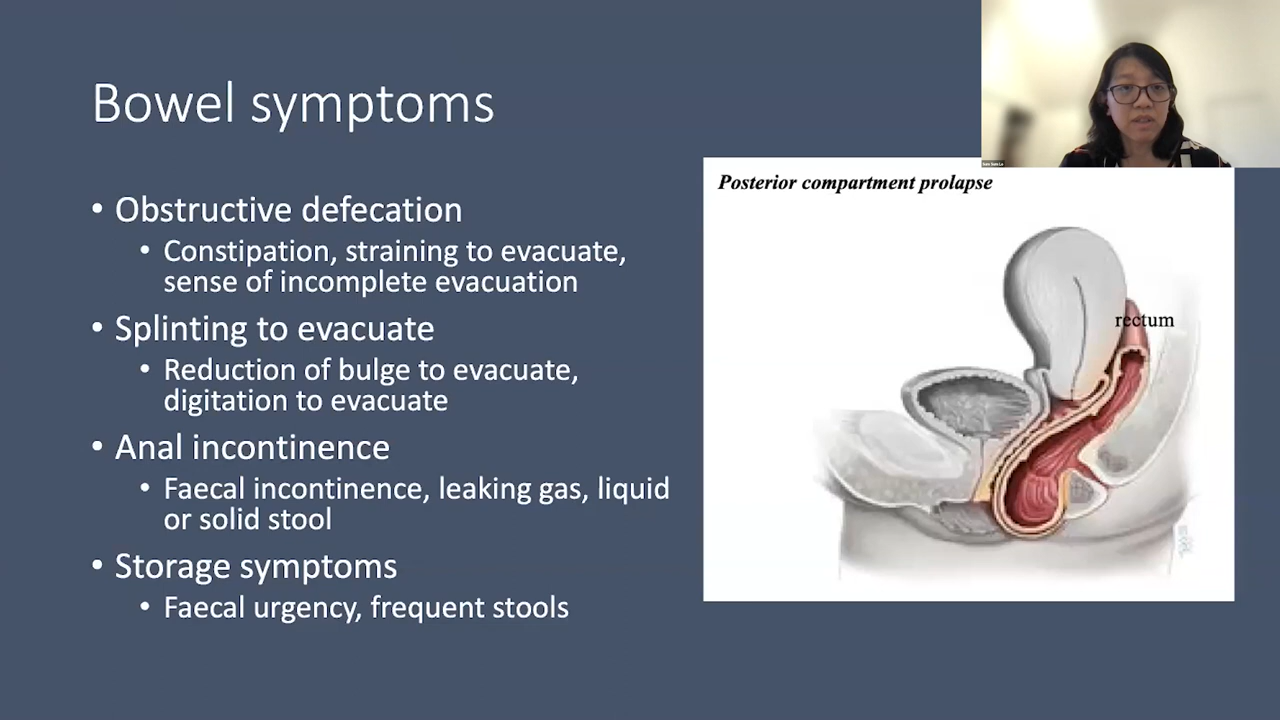 Bowel symptoms
• Obstructive defecation
• Constipation, straining to evacuate,
sense of incomplete evacuation
• Splinting to evacuate
• Reduction of bulge to evacuate,
digitation to evacuate
• Anal incontinence
• Faecal incontinence, leaking gas, liquid
or solid stool
• Storage symptoms
• Faecal urgency, frequent stools
Posterior compartment prolapse
rectum